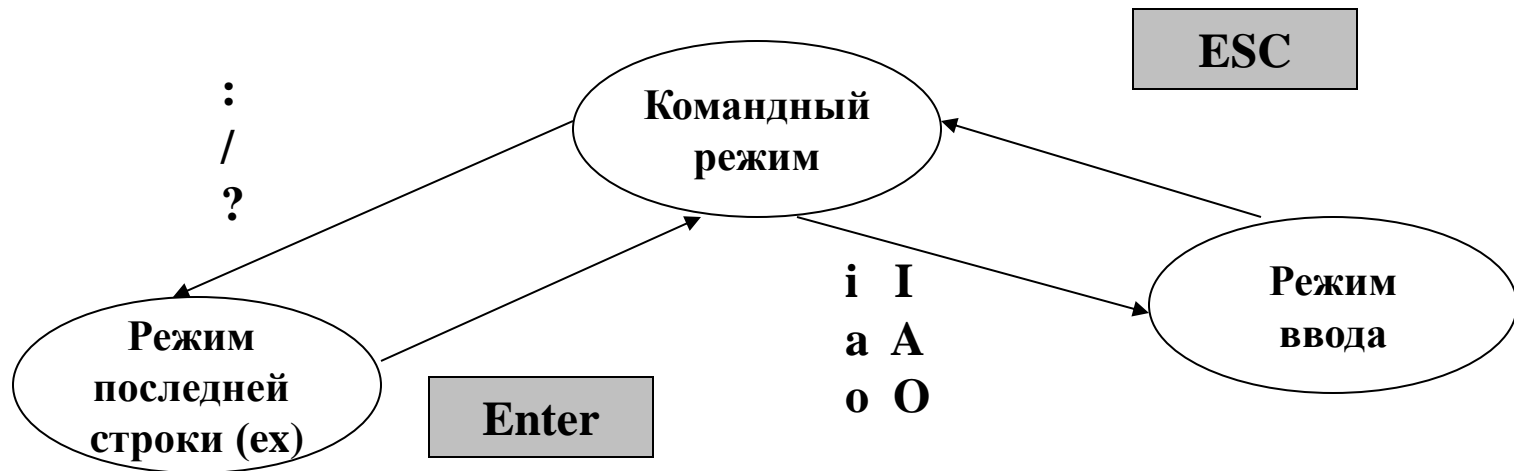 ESC
:
/
?
Командный
режим
i I
a A
o O
Режим
ввода
Режим
последней
строки (ex)
Enter